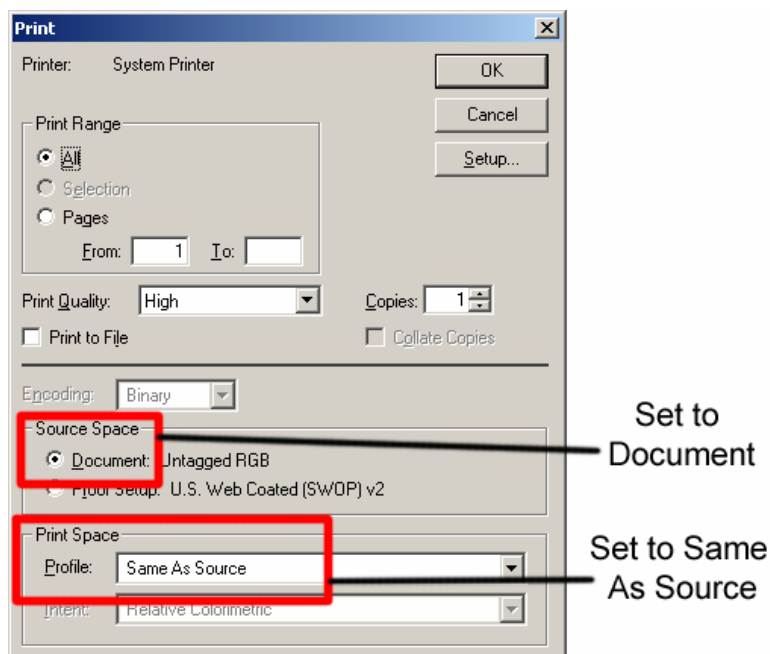 Print
Printer: System Printer
OK
Cancel
Setup...
Print Range
All
Selection
Pages
From: 1 To:
Print Quality: High
Copies: 1
Print to File
Collate Copies
Encoding: Binary
Source Space
Document: Untagged RGB
Proof Setup: U.S. Web Coated (SWOP) v2
Set to
Document
Print Space
Profile: Same As Source
Intent: Relative Colorimetric
Set to Same
As Source